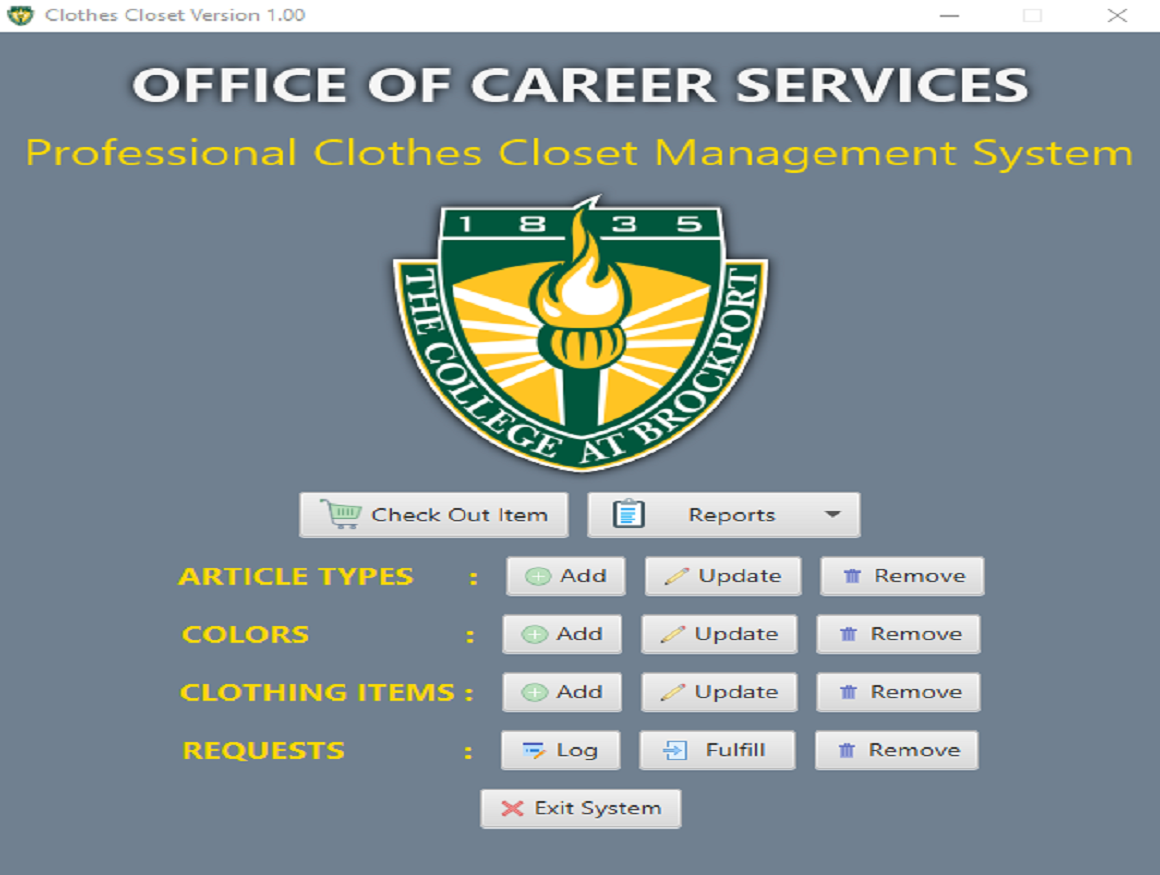 Clothes Closet Version 1.00
OFFICE OF CAREER SERVICES
Professional Clothes Closet Management System
1 8 3 5
THE COLLEGE AT BROCKPORT
Check Out Item Reports
ARTICLE TYPES : Add Update Remove
COLORS : Add Update Remove
CLOTHING ITEMS : Add Update Remove
REQUESTS : Log Fulfill Remove
Exit System